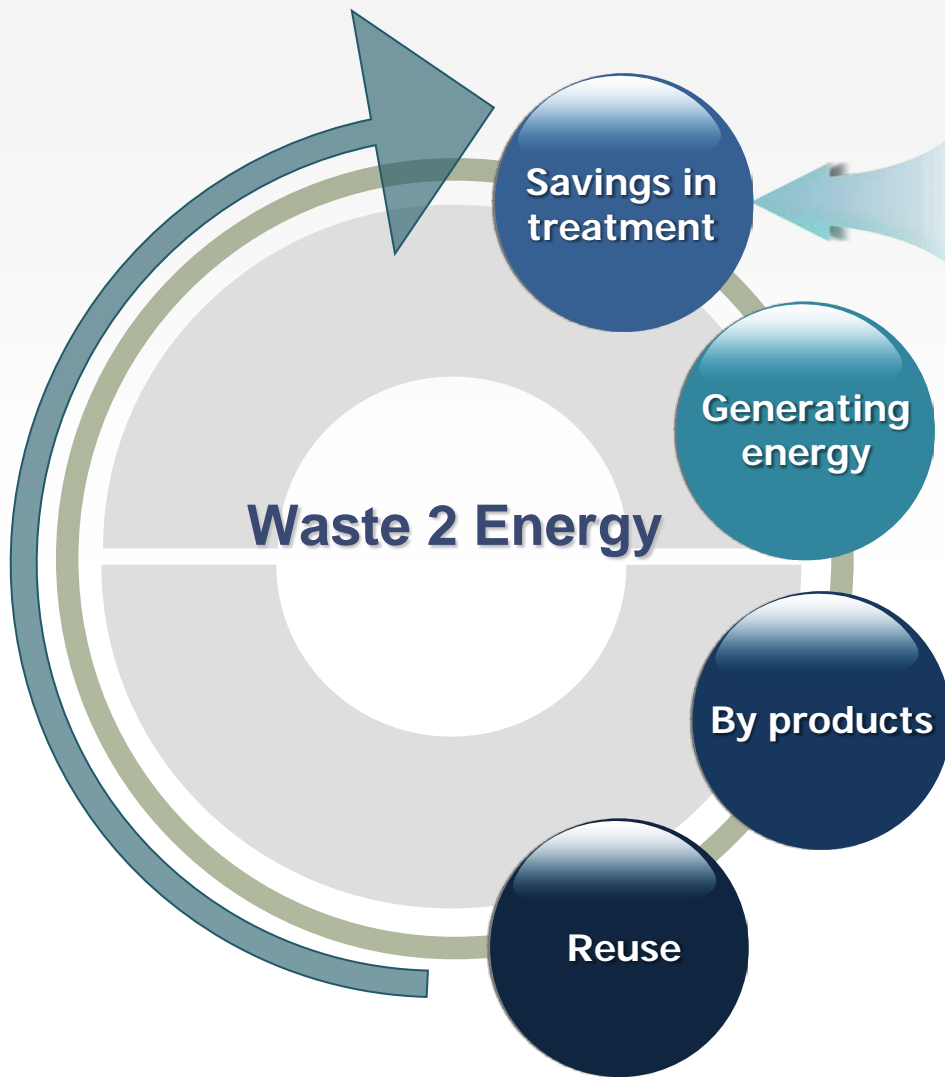 Savings in
treatment
Generating
energy
Waste 2 Energy
By products
Reuse